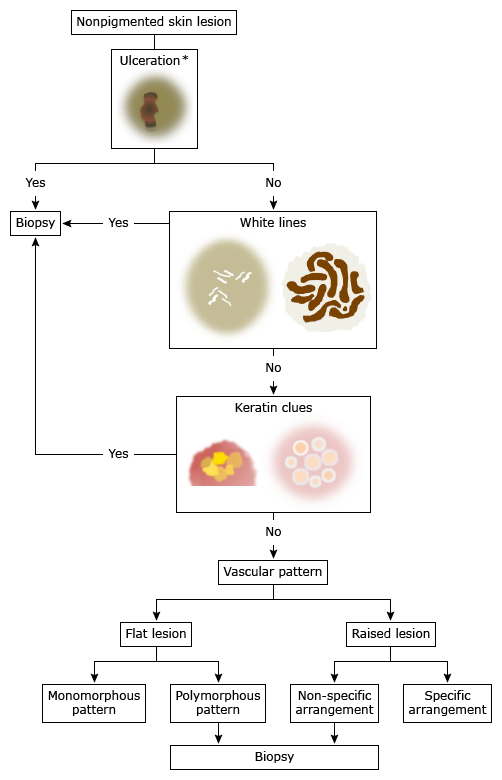 Nonpigmented skin lesion
Ulceration*
Yes
No
Biopsy
Yes
White lines
No
Keratin clues
Yes
No
Vascular pattern
Flat lesion
Raised lesion
Monomorphous
pattern
Polymorphous
pattern
Non-specific
arrangement
Specific
arrangement
Biopsy